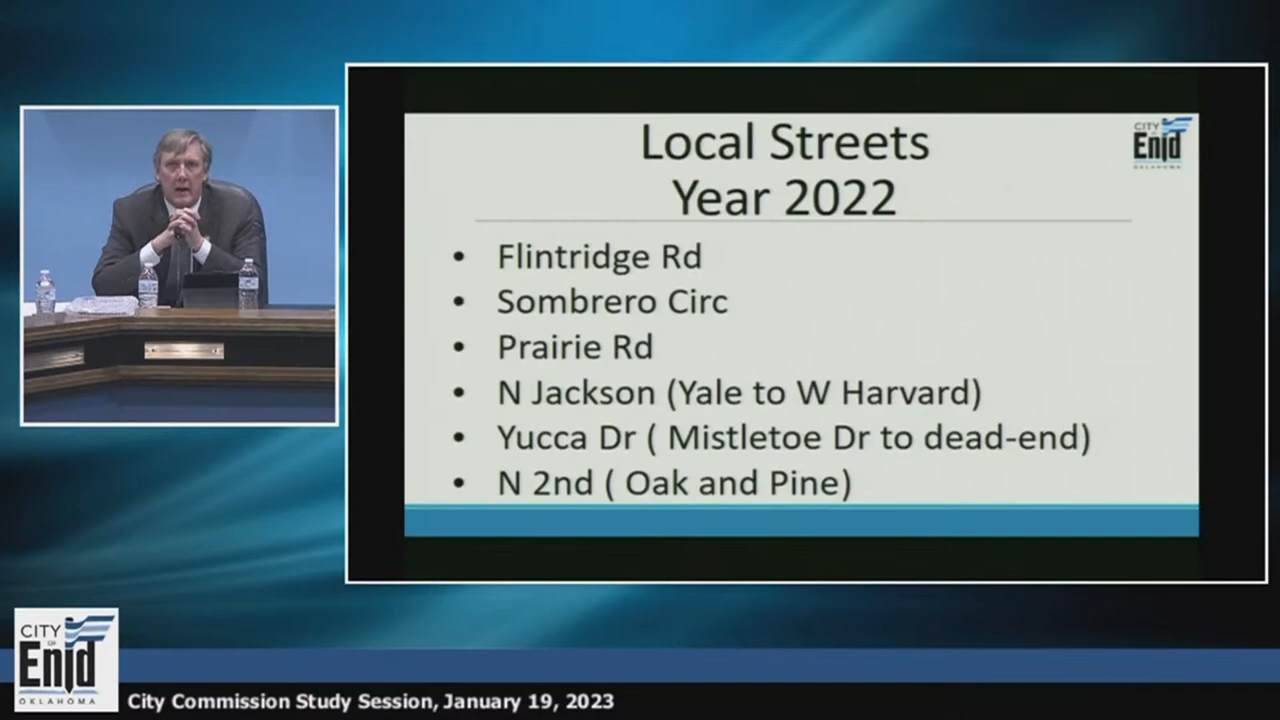 Local Streets
Year 2022
CITY
OF
Enid
OKLAHOMA
• Flintridge Rd
• Sombrero Circ
• Prairie Rd
• N Jackson (Yale to W Harvard)
• Yucca Dr ( Mistletoe Dr to dead-end)
• N 2nd ( Oak and Pine)
CITY
OF
Enid
OKLAHOMA
City Commission Study Session, January 19, 2023